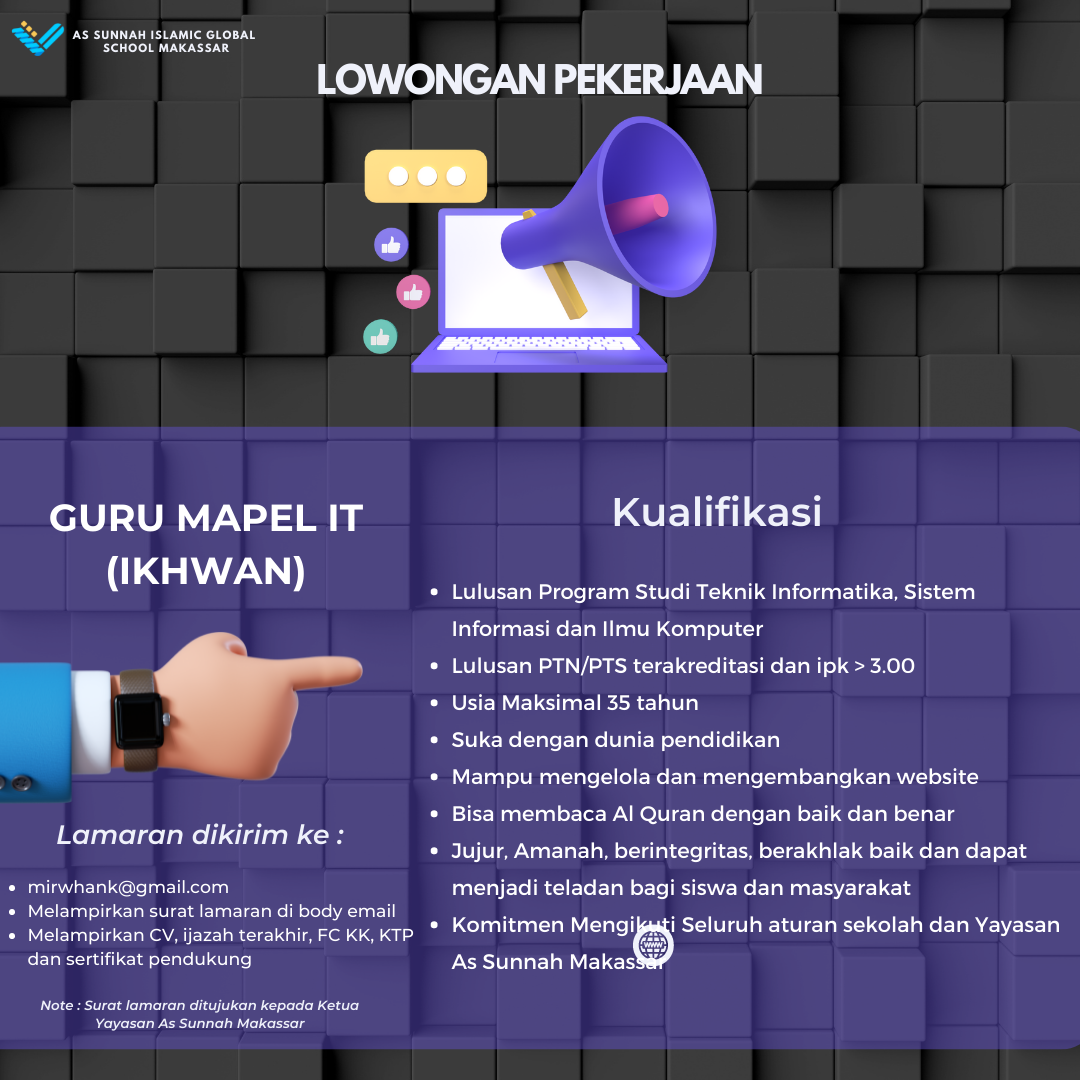 AS SUNNAH ISLAMIC GLOBAL
SCHOOL MAKASSAR
LOWONGAN PEKERJAAN
GURU MAPEL IT
(IKHWAN)
Lamaran dikirim ke :
• mirwhank@gmail.com
• Melampirkan surat lamaran di body email
• Melampirkan CV, ijazah terakhir, FC KK, KTP
dan sertifikat pendukung
Note : Surat lamaran ditujukan kepada Ketua
Yayasan As Sunnah Makassar
Kualifikasi
• Lulusan Program Studi Teknik Informatika, Sistem
Informasi dan Ilmu Komputer
• Lulusan PTN/PTS terakreditasi dan ipk > 3.00
• Usia Maksimal 35 tahun
• Suka dengan dunia pendidikan
• Mampu mengelola dan mengembangkan website
• Bisa membaca Al Quran dengan baik dan benar
• Jujur, Amanah, berintegritas, berakhlak baik dan dapat
menjadi teladan bagi siswa dan masyarakat
• Komitmen Mengikuti Seluruh aturan sekolah dan Yayasan
As Sunnah Makassar
WWW